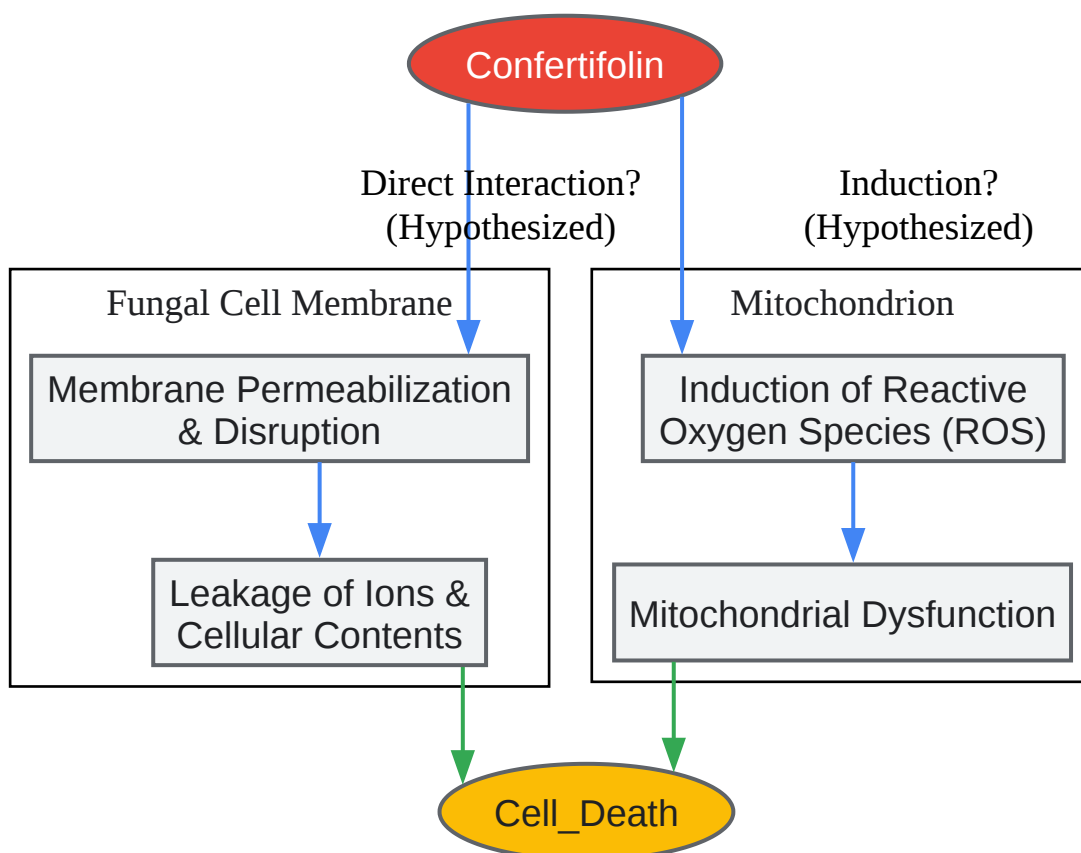 Confertifolin
Direct Interaction?
(Hypothesized)
Induction?
(Hypothesized)
Fungal Cell Membrane
Mitochondrion
Membrane Permeabilization
& Disruption
Induction of Reactive
Oxygen Species (ROS)
Leakage of Ions &
Cellular Contents
Mitochondrial Dysfunction
Cell_Death